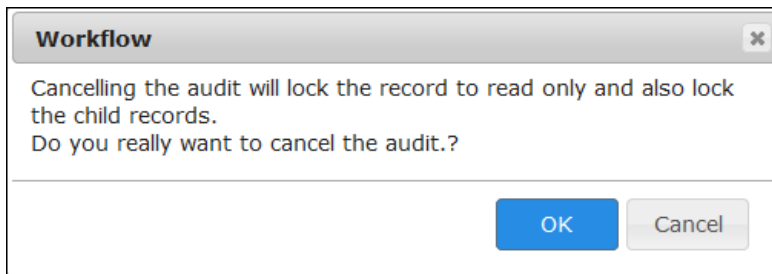 Workflow
Cancelling the audit will lock the record to read only and also lock
the child records.
Do you really want to cancel the audit.?
OK Cancel